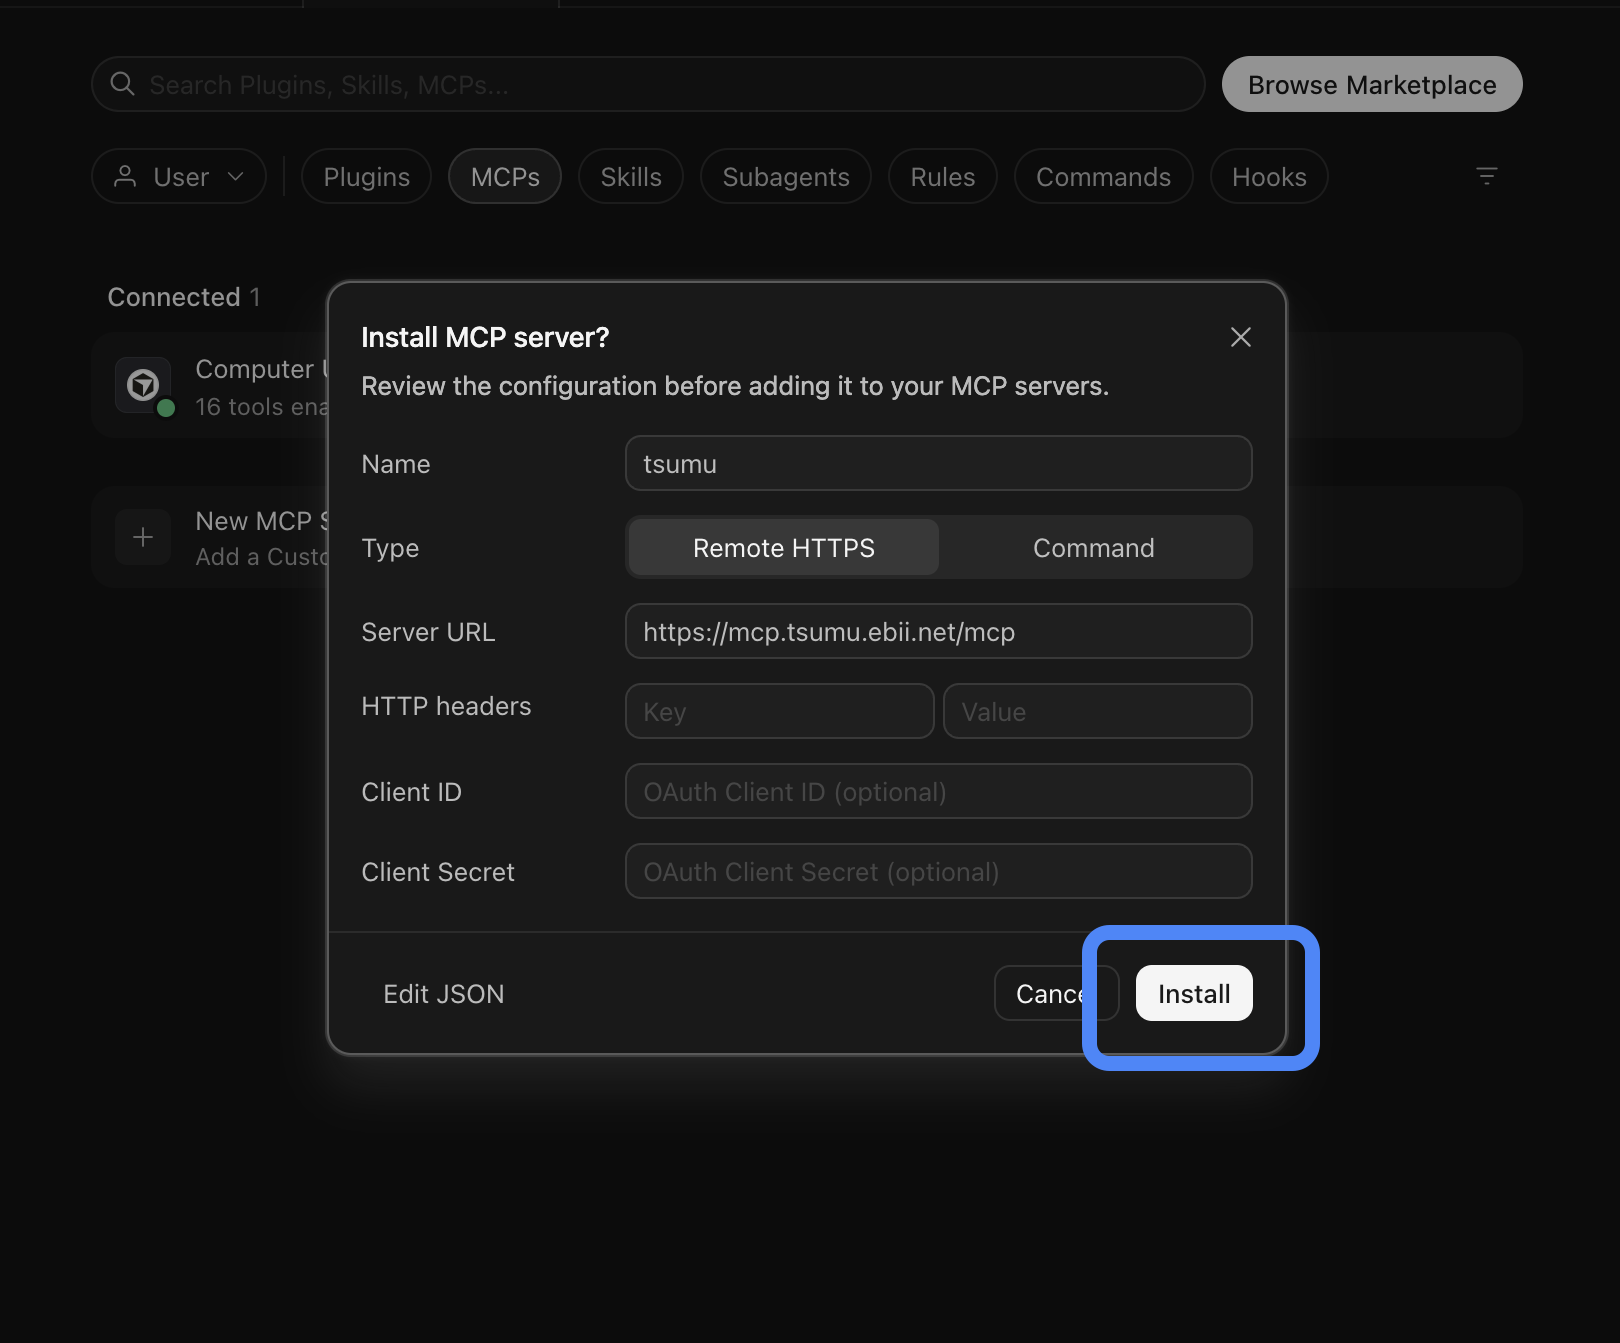 Search Plugins, Skills, MCPs...
Browse Marketplace
User
Plugins
MCPs
Skills
Subagents
Rules
Commands
Hooks
Connected 1
Computer
16 tools
New MCP
Add a
Install MCP server?
Review the configuration before adding it to your MCP servers.
Name
tsumu
Type
Remote HTTPS
Command
Server URL
https://mcp.tsumu.ebii.net/mcp
HTTP headers
Key
Value
Client ID
OAuth Client ID (optional)
Client Secret
OAuth Client Secret (optional)
Edit JSON
Install